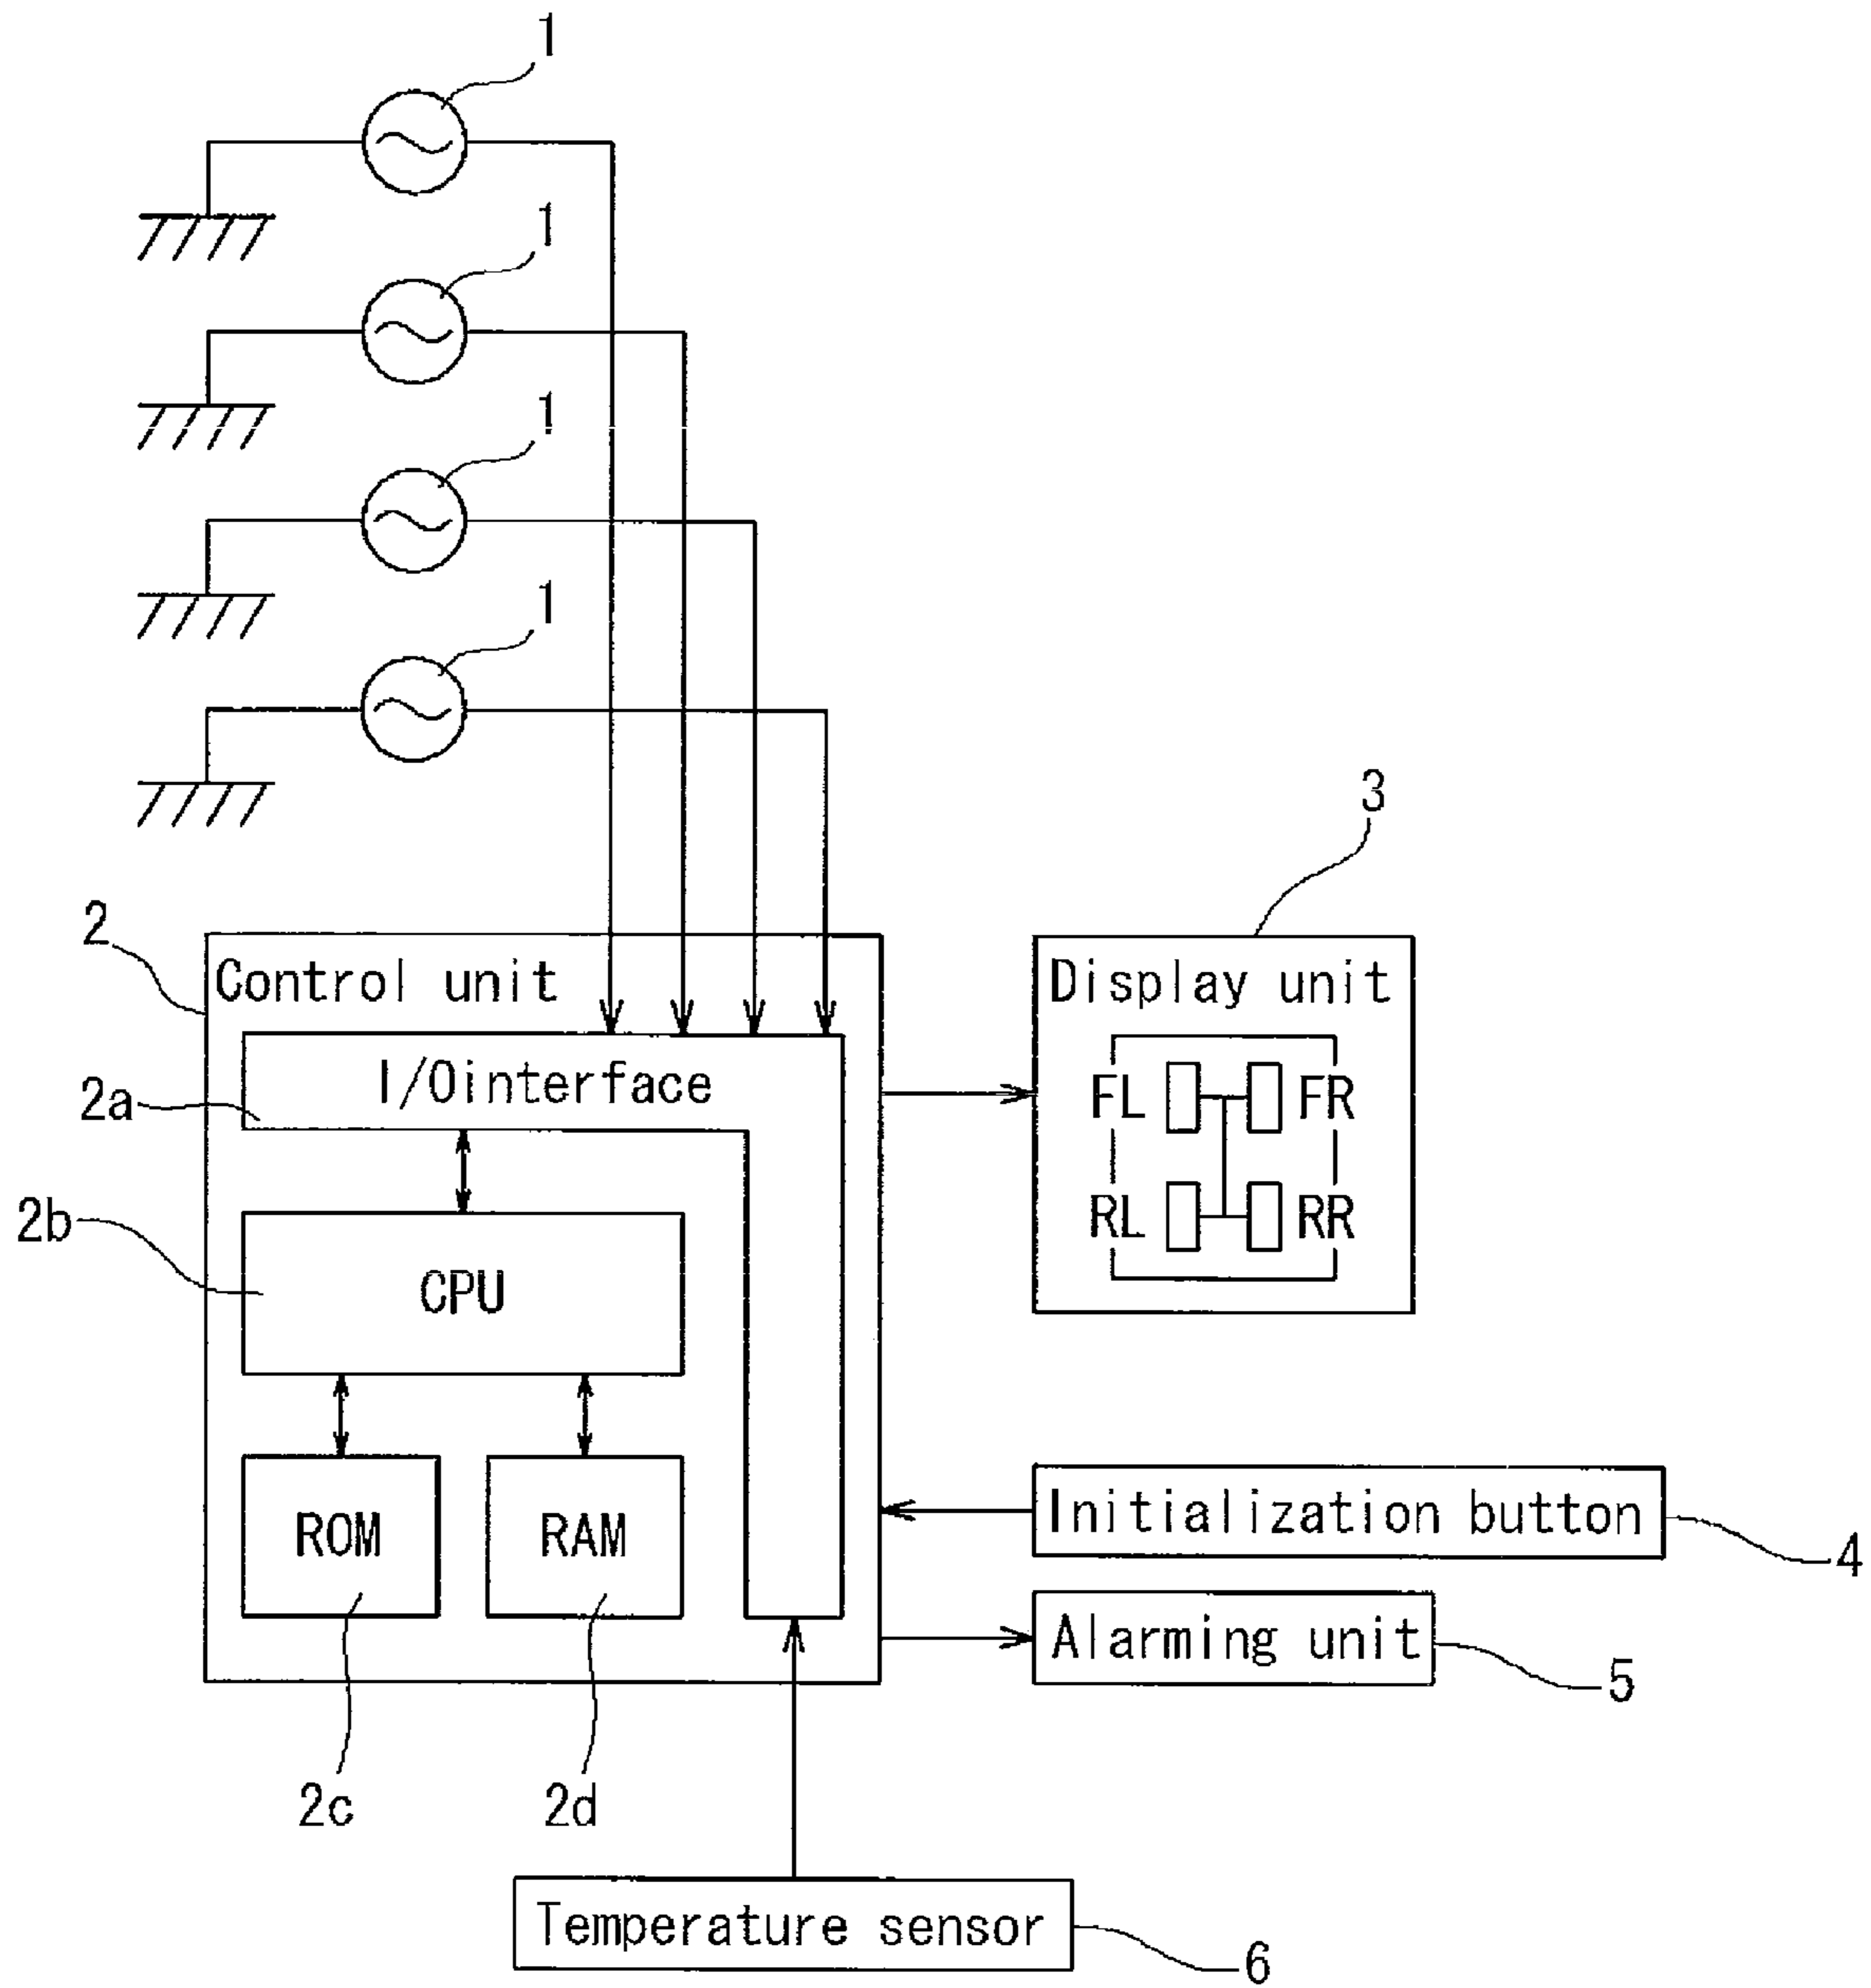 1
1
1
1
3
2
Control unit
Display unit
I/Ointerface
2a
FL FR
RL RR
2b
CPU
ROM RAM
Initialization button
4
Alarming unit
5
2c 2d
Temperature sensor
6